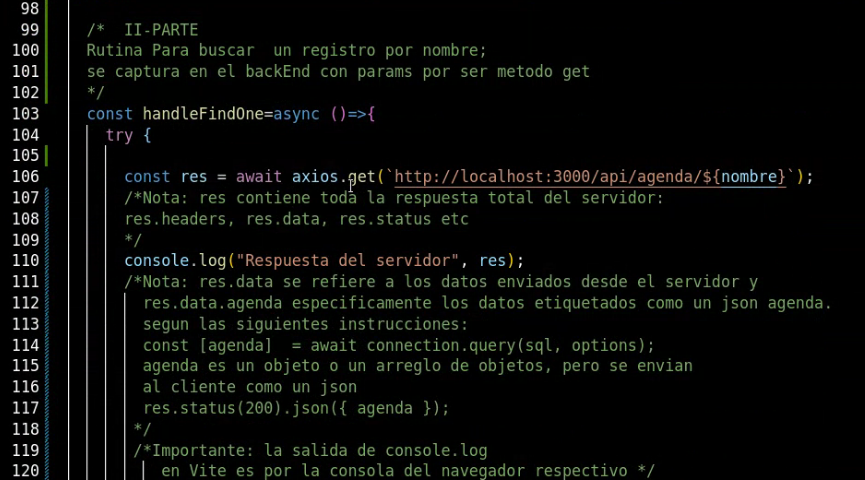 98
99 /*  II-PARTE
100 Rutina Para buscar  un registro por nombre;
101 se captura en el backEnd con params por ser metodo get
102 */
103 const handleFindOne=async ()=>{
104 try {
105
106 const res = await axios.get(`http://localhost:3000/api/agenda/${nombre}`);
107 /*Nota: res contiene toda la respuesta total del servidor:
108 res.headers, res.data, res.status etc
109 */
110 console.log("Respuesta del servidor", res);
111 /*Nota: res.data se refiere a los datos enviados desde el servidor y
112 res.data.agenda especificamente los datos etiquetados como un json agenda.
113 segun las siguientes instrucciones:
114 const [agenda]  = await connection.query(sql, options);
115 agenda es un objeto o un arreglo de objetos, pero se envian
116 al cliente como un json
117 res.status(200).json({ agenda });
118 */
119 /*Importante: la salida de console.log
120 en Vite es por la consola del navegador respectivo */